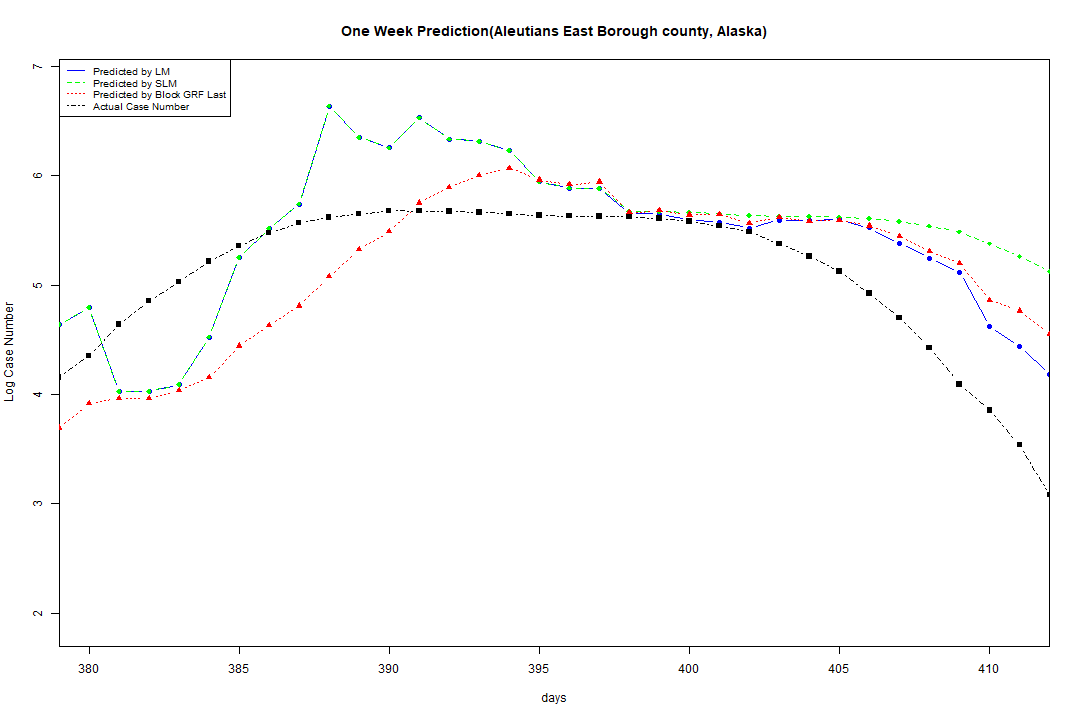 One Week Prediction(Aleutians East Borough county, Alaska)
Predicted by LM
Predicted by SLM
Predicted by Block GRF Last
Actual Case Number
7
6
5
4
3
2
Log Case Number
380 385 390 395 400 405 410
days